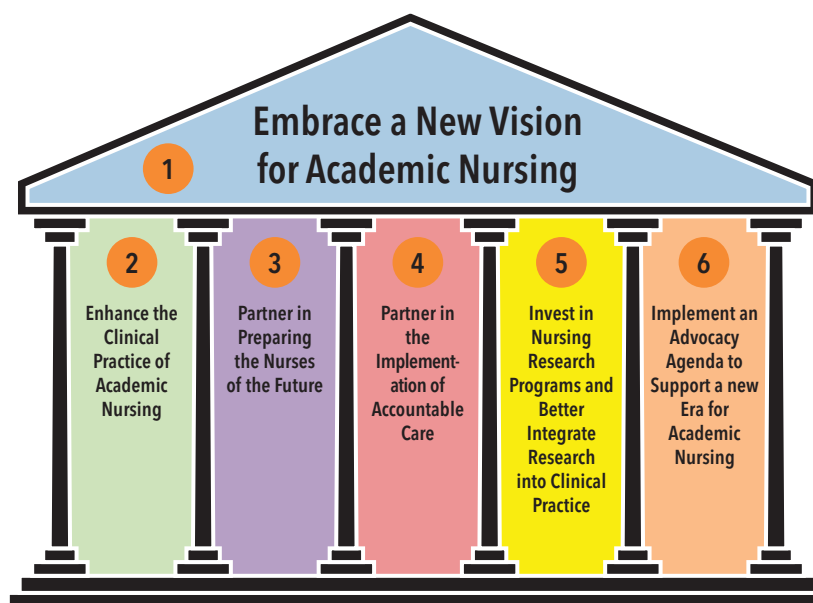 Embrace a New Vision
for Academic Nursing
1
2
Enhance the
Clinical
Practice of
Academic
Nursing
3
Partner in
Preparing
the Nurses
of the Future
4
Partner in
the
Implement-
ation of
Accountable
Care
5
Invest in
Nursing
Research
Programs and
Better
Integrate
Research
into Clinical
Practice
6
Implement an
Advocacy
Agenda to
Support a new
Era for
Academic
Nursing